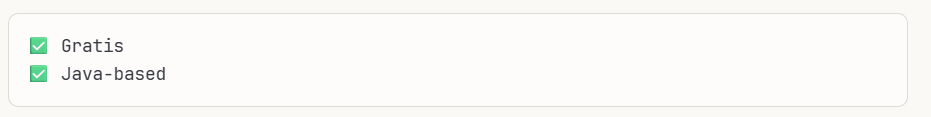 ✅ Gratis
✅ Java-based